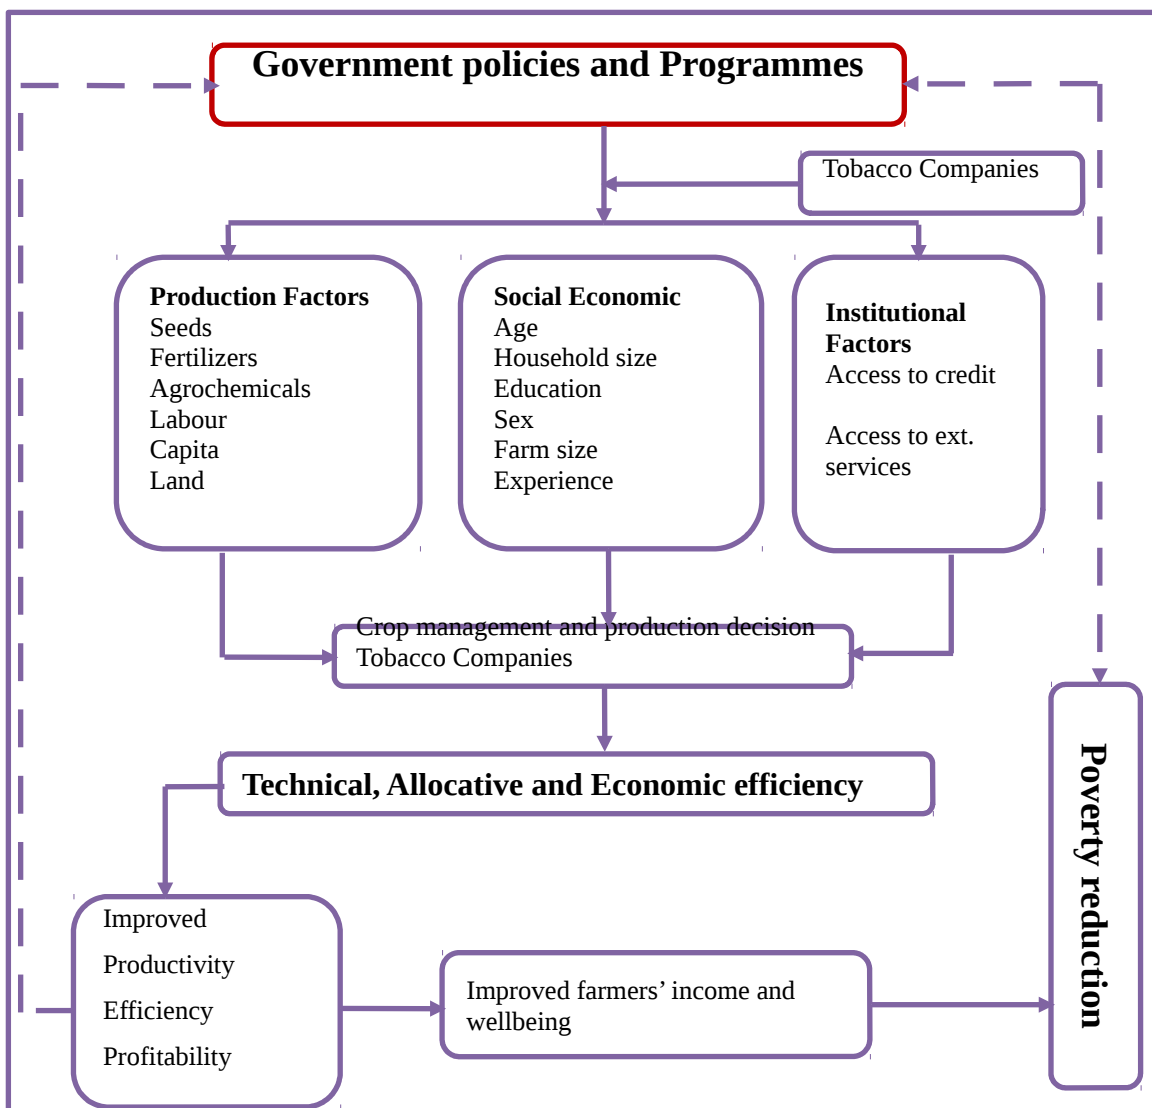 Government policies and Programmes
Tobacco Companies
Production Factors
Seeds
Fertilizers
Agrochemicals
Labour
Capita
Land
Social Economic
Age
Household size
Education
Sex
Farm size
Experience
Institutional
Factors
Access to credit
Access to ext.
services
Crop management and production decision
Tobacco Companies
Technical, Allocative and Economic efficiency
Improved
Productivity
Efficiency
Profitability
Improved farmers’ income and
wellbeing
Poverty reduction